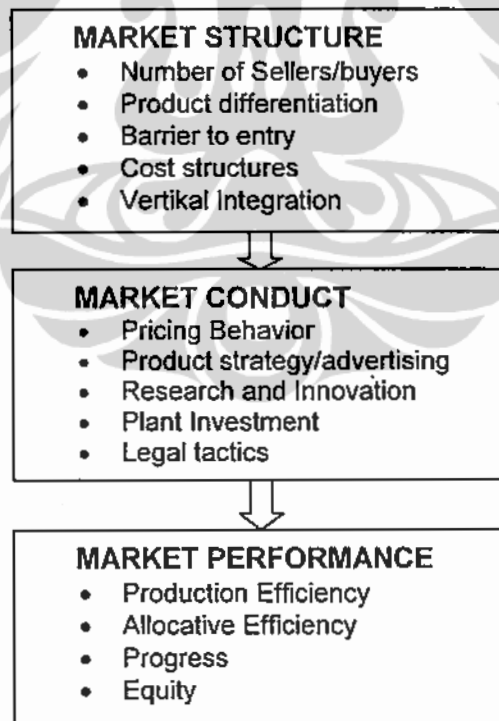 MARKET STRUCTURE
• Number of Sellers/buyers
• Product differentiation
• Barrier to entry
• Cost structures
• Vertikal Integration
MARKET CONDUCT
• Pricing Behavior
• Product strategy/advertising
• Research and Innovation
• Plant Investment
• Legal tactics
MARKET PERFORMANCE
• Production Efficiency
• Allocative Efficiency
• Progress
• Equity